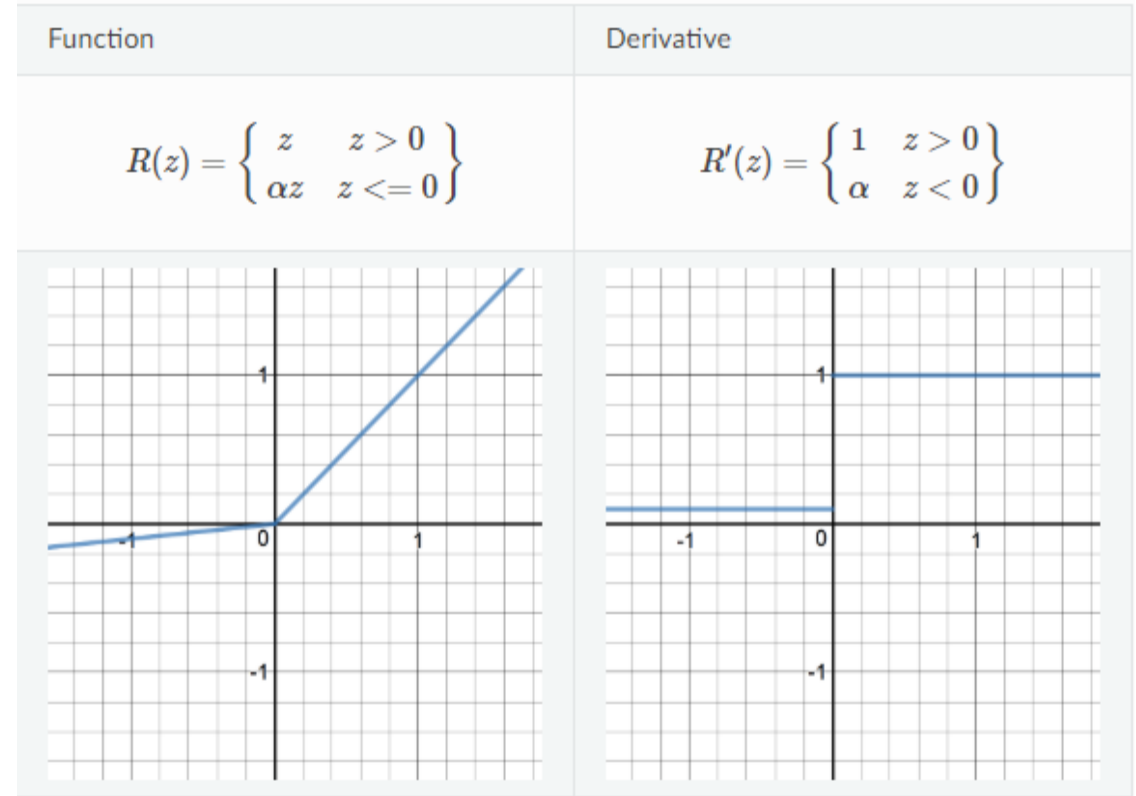 Function
Derivative
R(z) = { z z > 0
αz z <= 0 }
R′(z) = { 1 z > 0
α z < 0 }
1
-1 0 1
-1
1
-1 0 1
-1